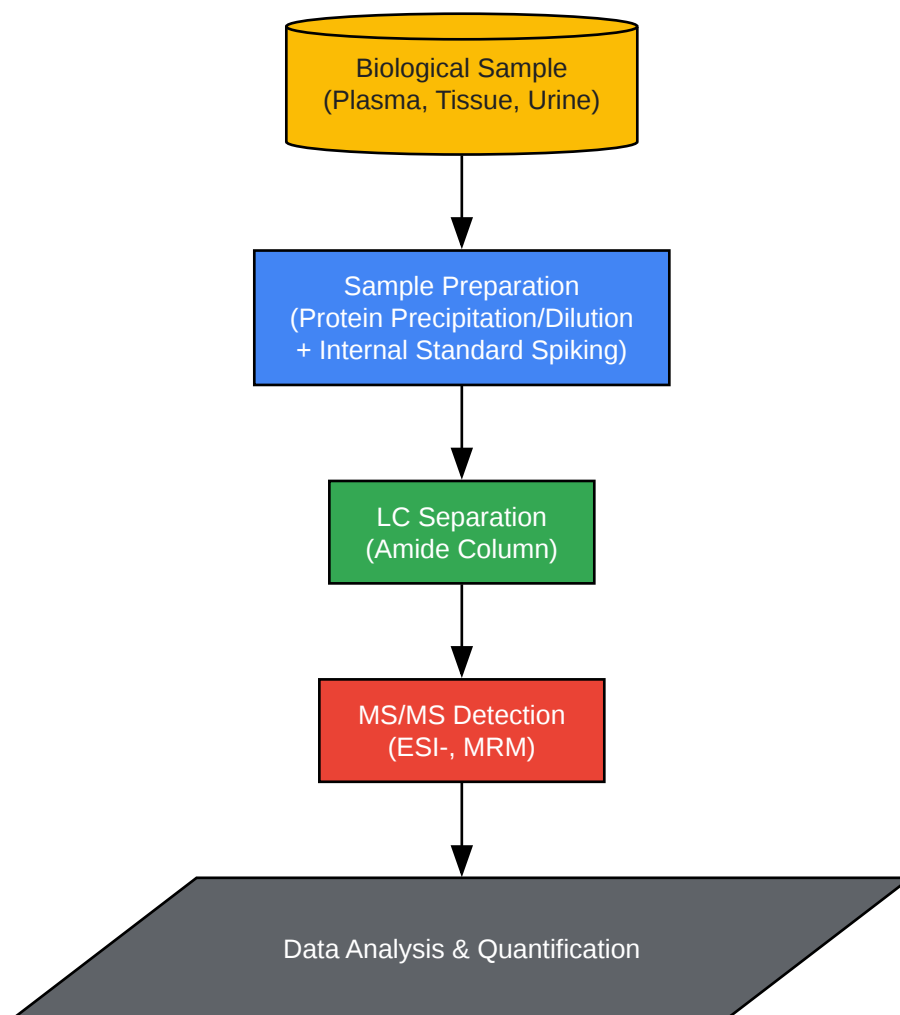 Biological Sample
(Plasma, Tissue, Urine)
Sample Preparation
(Protein Precipitation/Dilution
+ Internal Standard Spiking)
LC Separation
(Amide Column)
MS/MS Detection
(ESI-, MRM)
Data Analysis & Quantification